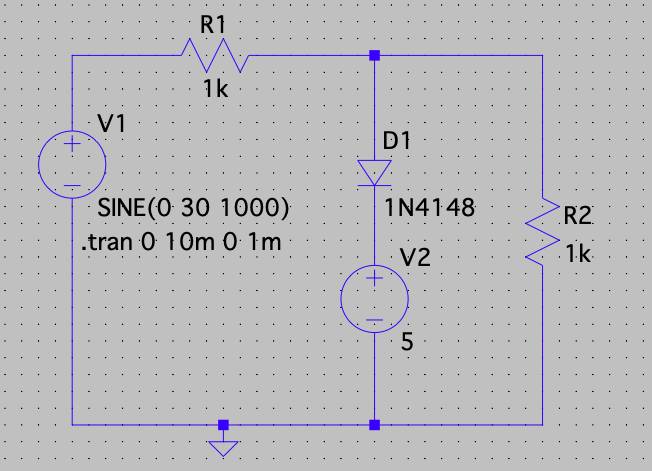 R1
1k
V1
D1
SINE(0 30 1000)
1N4148
R2
.tran 0 10m 0 1m
V2
1k
5